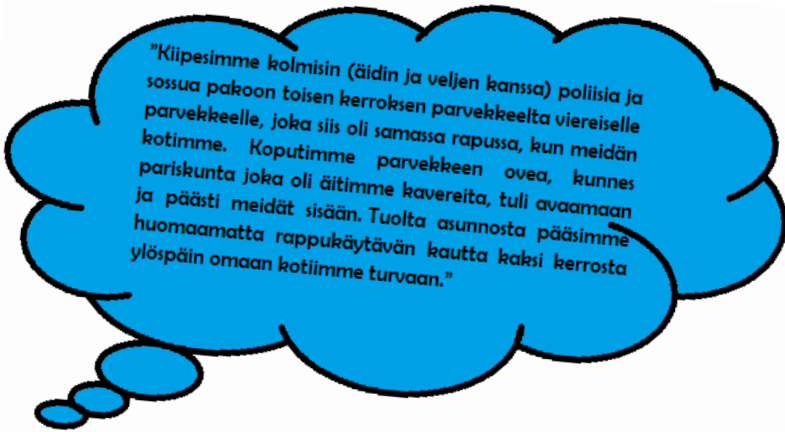 "Kiipesimme kolmisin (äidin ja veljen kanssa) poliisia ja
sossua pakoon toisen kerroksen parvekkeelta viereiselle
parvekkeelle, joka siis oli samassa rapussa, kun meidän
kotimme. Koputimme parvekkeen ovea, kunnes
pariskunta joka oli äitimme kavereita, tuli avaamaan
ja päästi meidät sisään. Tuolta asunnosta pääsimme
huomaamatta rappukäytävän kautta kaksi kerrosta
ylöspäin omaan kotiimme turvaan."